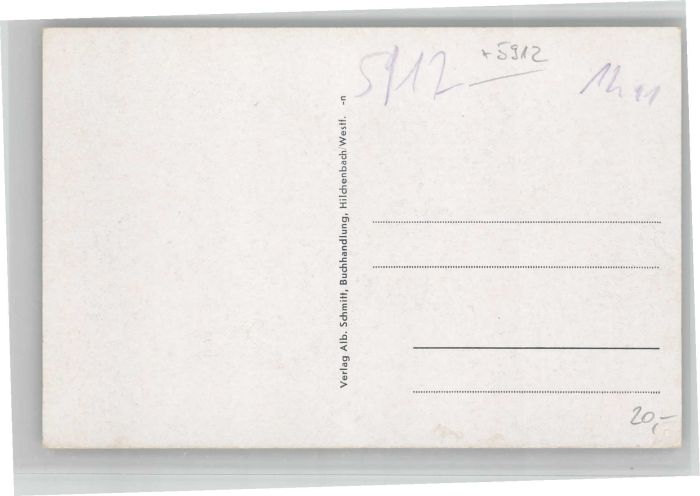 5912
+5912
Verlag Alb. Schmitt, Buchhandlung, Hilchenbach/Westf. -n
20,-